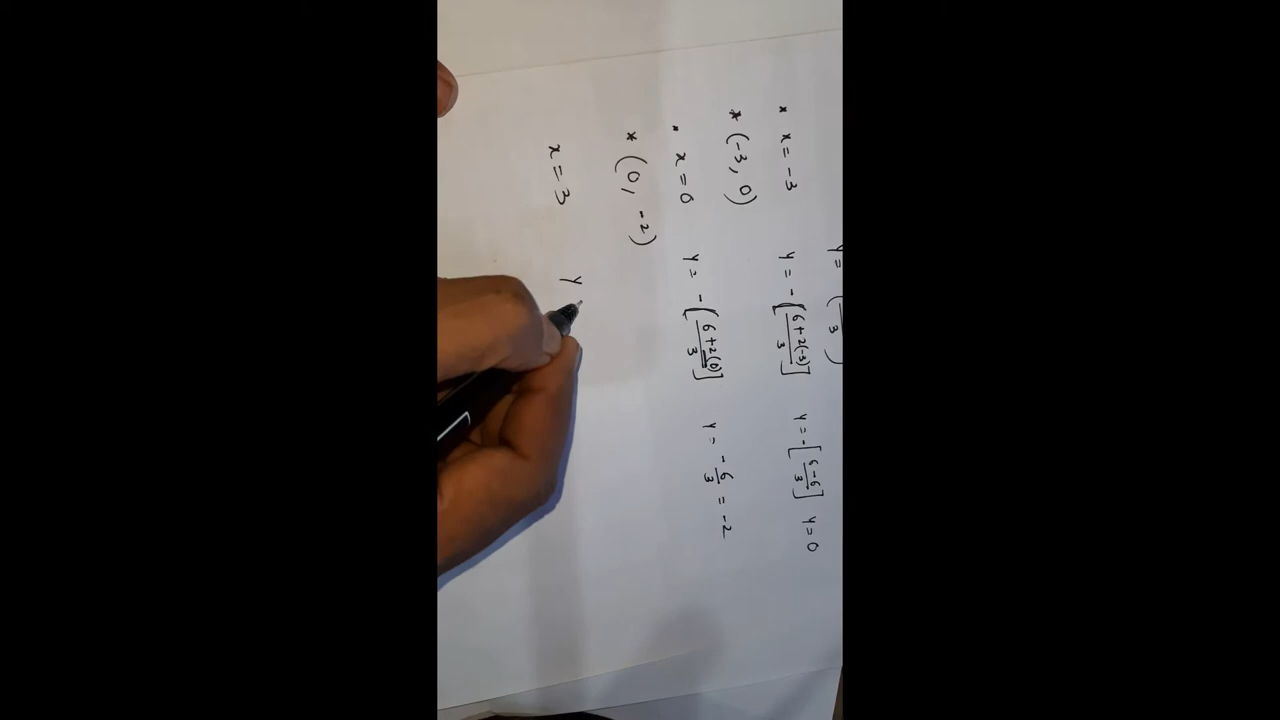 y = ( / 3 )
* x = -3 y = -[6+2(-3)/3] y = -[6-6/3] y = 0
* (-3, 0)
* x = 0 y = -[6+2(0)/3] y = -6/3 = -2
* (0, -2)
x = 3 y